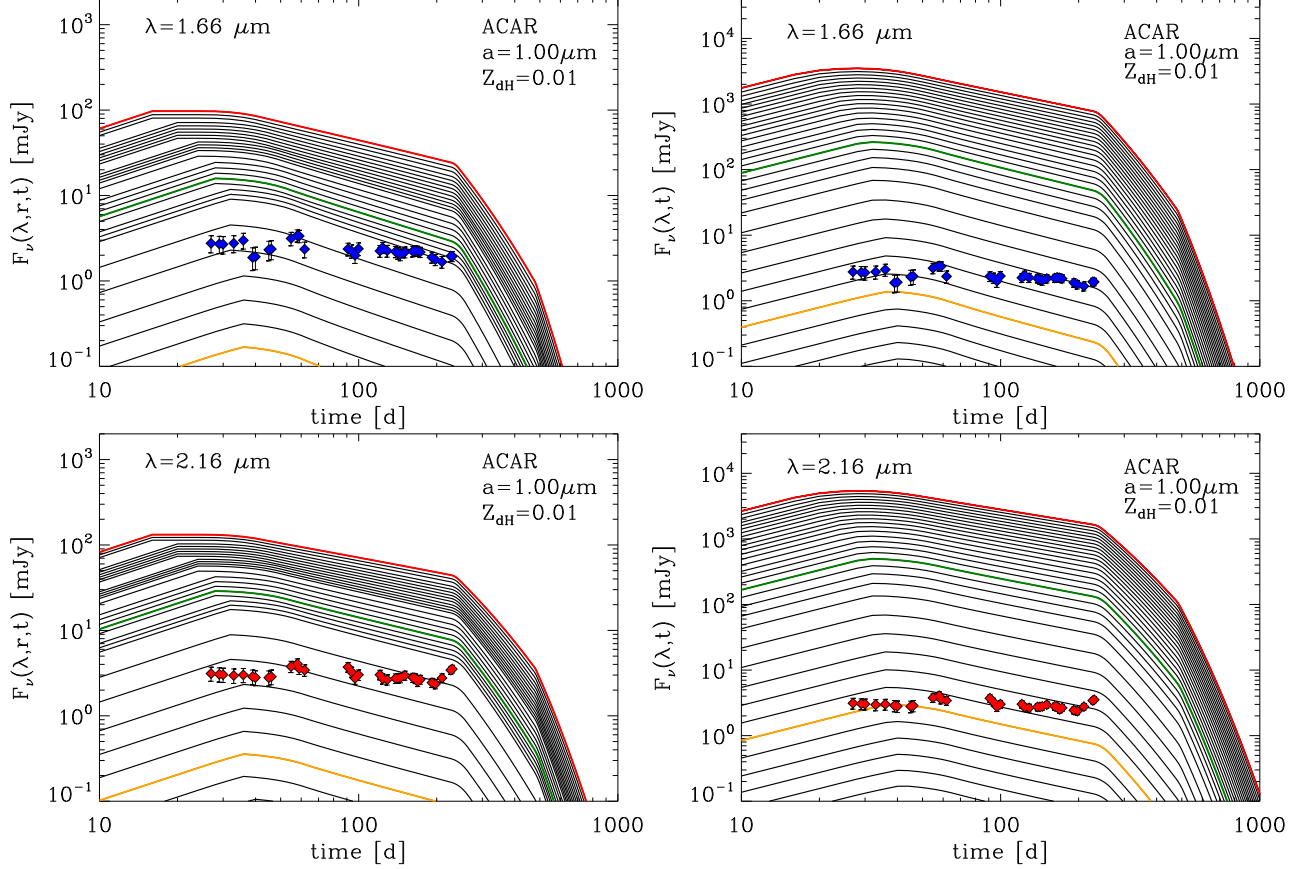 λ=1.66 μm
ACAR
a=1.00μm
Z_dH=0.01
F_ν(λ,r,t) [mJy]
10^3
10^2
10^1
10^0
10^-1
10 100 1000
time [d]
λ=1.66 μm
ACAR
a=1.00μm
Z_dH=0.01
F_ν(λ,t) [mJy]
10^4
10^3
10^2
10^1
10^0
10^-1
10 100 1000
time [d]
λ=2.16 μm
ACAR
a=1.00μm
Z_dH=0.01
F_ν(λ,r,t) [mJy]
10^3
10^2
10^1
10^0
10^-1
10 100 1000
time [d]
λ=2.16 μm
ACAR
a=1.00μm
Z_dH=0.01
F_ν(λ,t) [mJy]
10^4
10^3
10^2
10^1
10^0
10^-1
10 100 1000
time [d]